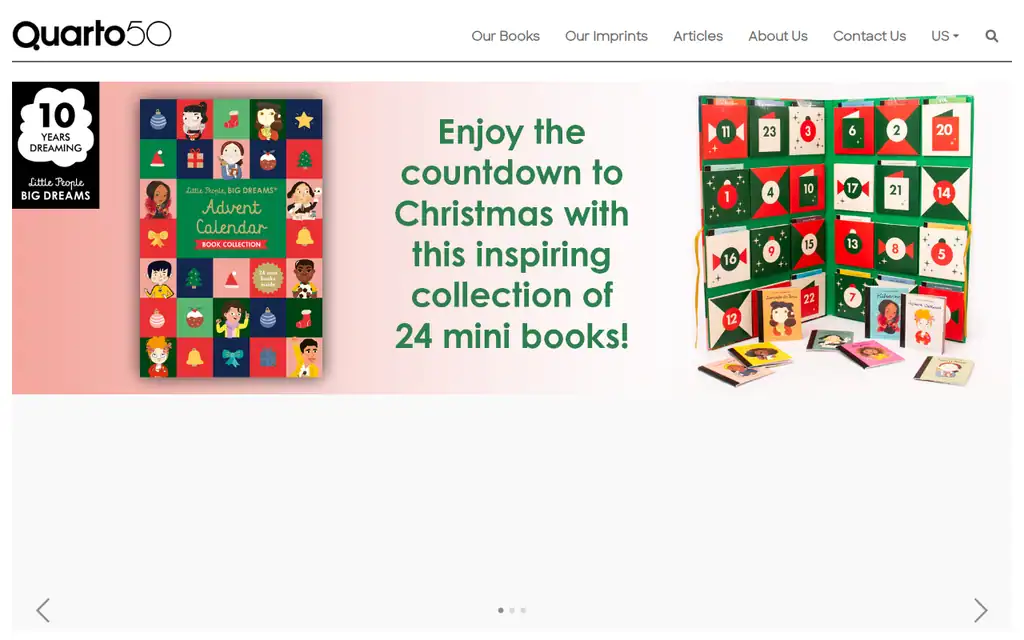 Quarto50
Our Books
Our Imprints
Articles
About Us
Contact Us
US
10
YEARS
DREAMING
Little People
BIG DREAMS
Little People, BIG DREAMS™
Advent
Calendar
BOOK COLLECTION
24 mini
books
inside
Enjoy the
countdown to
Christmas with
this inspiring
collection of
24 mini books!
11
23
3
6
2
20
1
4
10
17
21
14
16
9
15
13
8
5
12
22
7